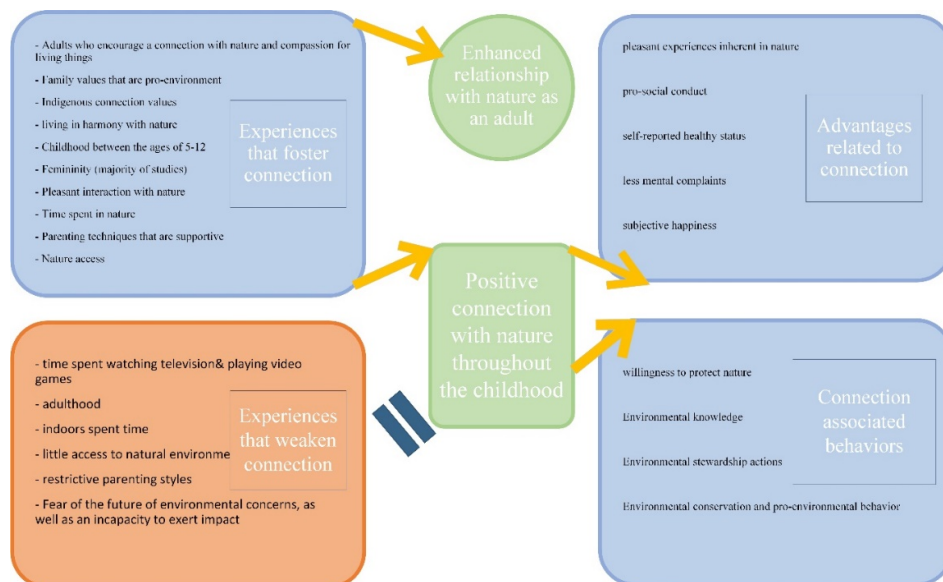 - Adults who encourage a connection with nature and compassion for
living things
- Family values that are pro-environment
- Indigenous connection values
- living in harmony with nature
- Childhood between the ages of 5-12
- Femininity (majority of studies)
- Pleasant interaction with nature
- Time spent in nature
- Parenting techniques that are supportive
- Nature access
Experiences
that foster
connection
Enhanced
relationship
with nature as
an adult
pleasant experiences inherent in nature
pro-social conduct
self-reported healthy status
less mental complaints
subjective happiness
Advantages
related to
connection
Positive
connection
with nature
throughout
the childhood
- time spent watching television& playing video
games
- adulthood
- indoors spent time
- little access to natural environme
- restrictive parenting styles
- Fear of the future of environmental concerns, as
well as an incapacity to exert impact
Experiences
that weaken
connection
willingness to protect nature
Environmental knowledge
Environmental stewardship actions
Environmental conservation and pro-environmental behavior
Connection
associated
behaviors